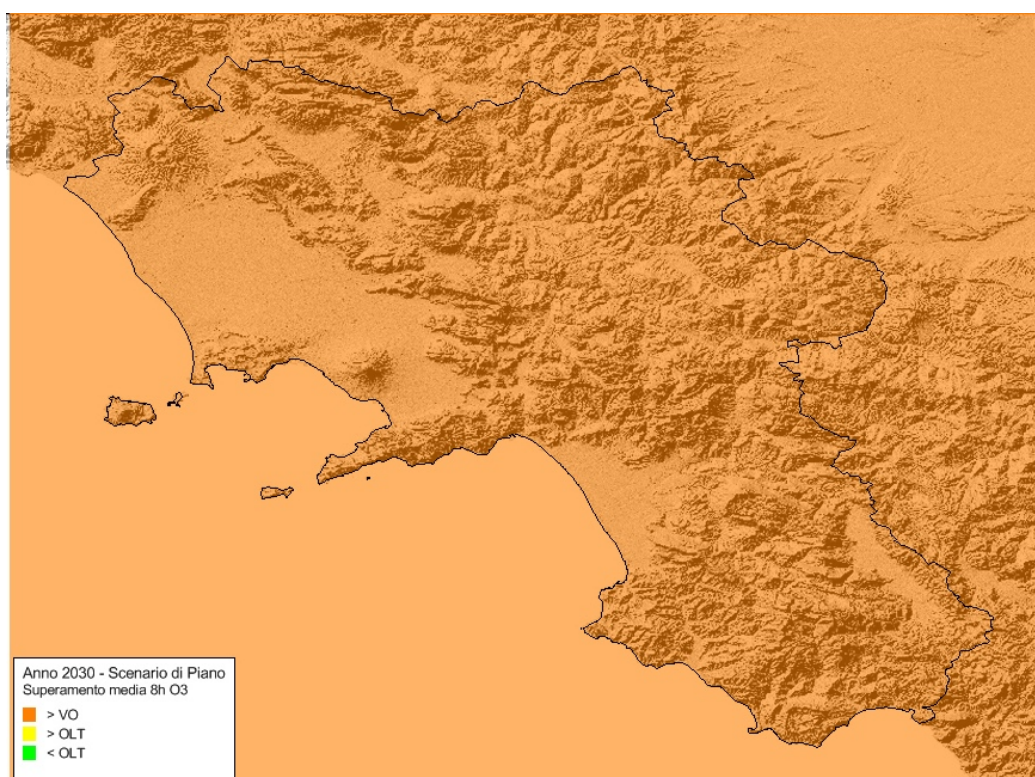 Anno 2030 - Scenario di Piano
Superamento media 8h O3
> VO
> OLT
< OLT